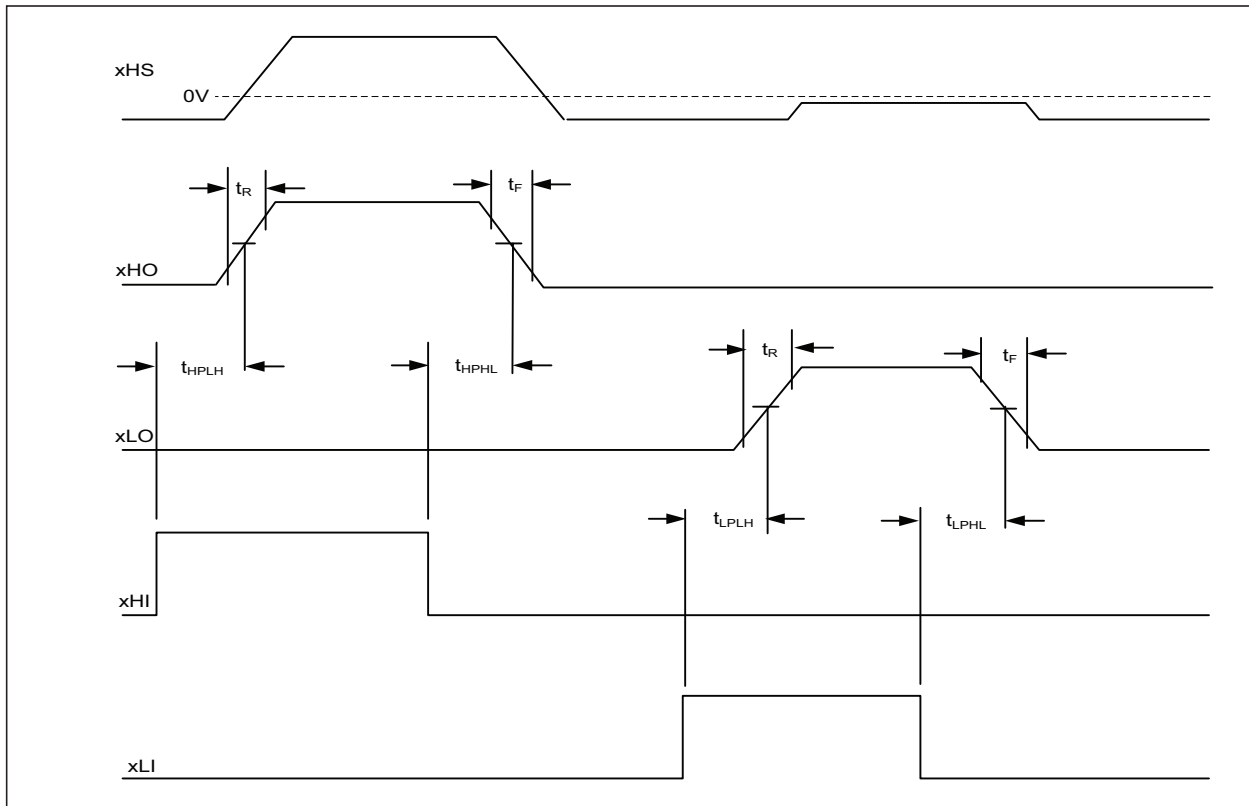 xHS
0V
tR
tF
xHO
tHPLH
tHPHL
tR
tF
xLO
tLPLH
tLPHL
xHI
xLI